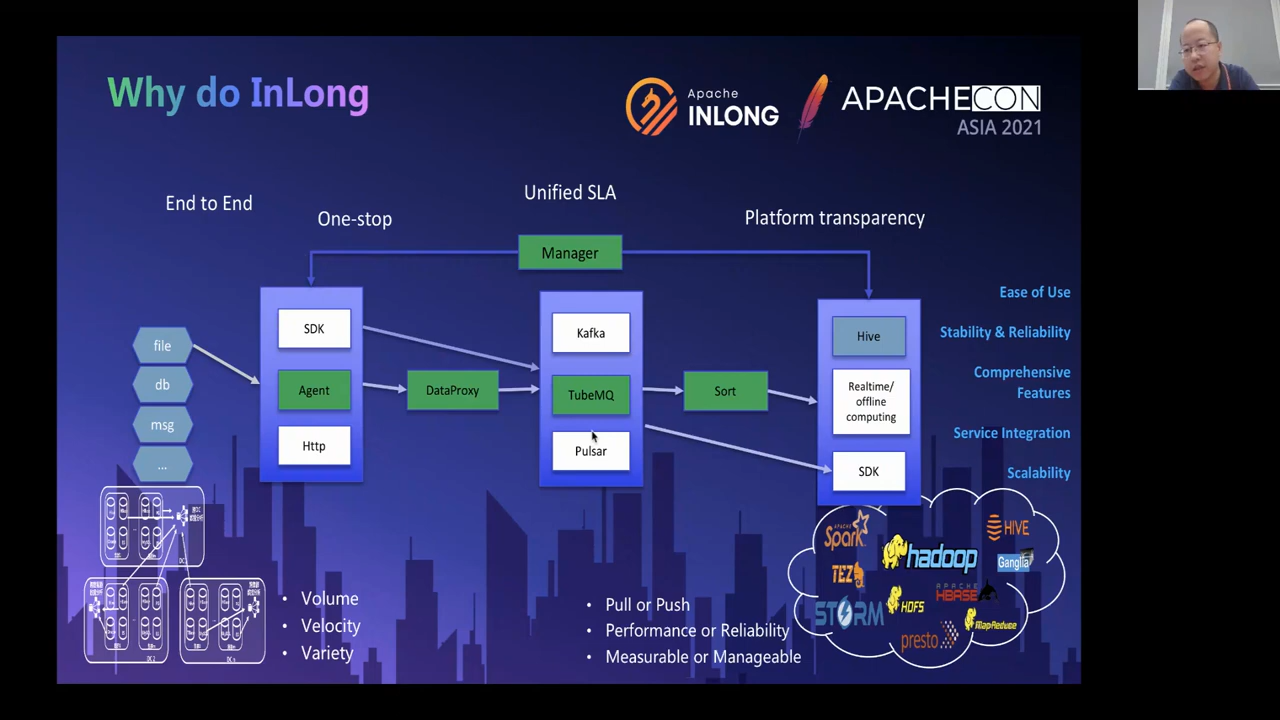 Why do InLong
Apache
INLONG
APACHECON
ASIA 2021
End to End
One-stop
Unified SLA
Platform transparency
Manager
file
db
msg
...
SDK
Agent
Http
DataProxy
Kafka
TubeMQ
Pulsar
Sort
Hive
Realtime/
offline
computing
SDK
Ease of Use
Stability & Reliability
Comprehensive
Features
Service Integration
Scalability
• Volume
• Velocity
• Variety
• Pull or Push
• Performance or Reliability
• Measurable or Manageable
APACHE
Spark
hadoop
HIVE
Ganglia
TEZ
STORM
HDFS
APACHE
HBASE
MapReduce
presto